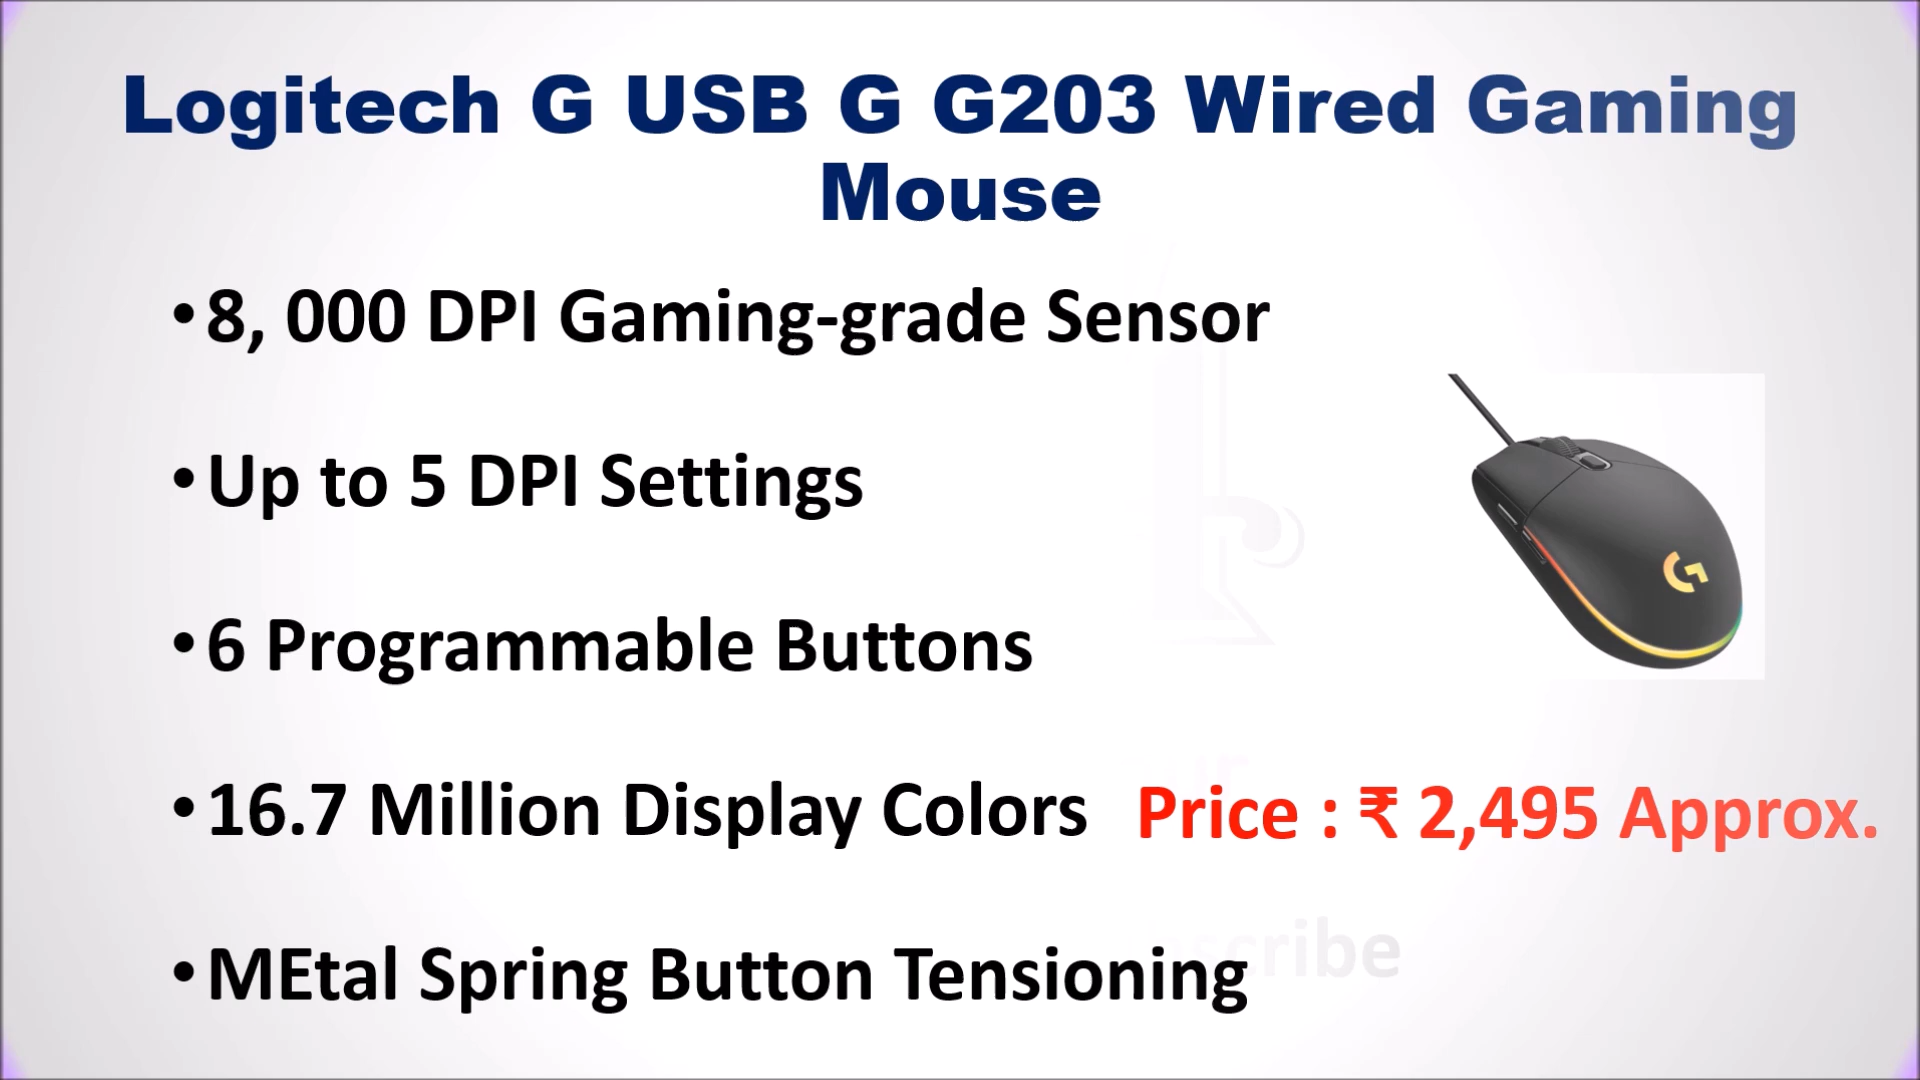 Logitech G USB G G203 Wired Gaming
Mouse
•8, 000 DPI Gaming-grade Sensor
•Up to 5 DPI Settings
•6 Programmable Buttons
•16.7 Million Display Colors
Price : ₹ 2,495 Approx.
•MEtal Spring Button Tensioning